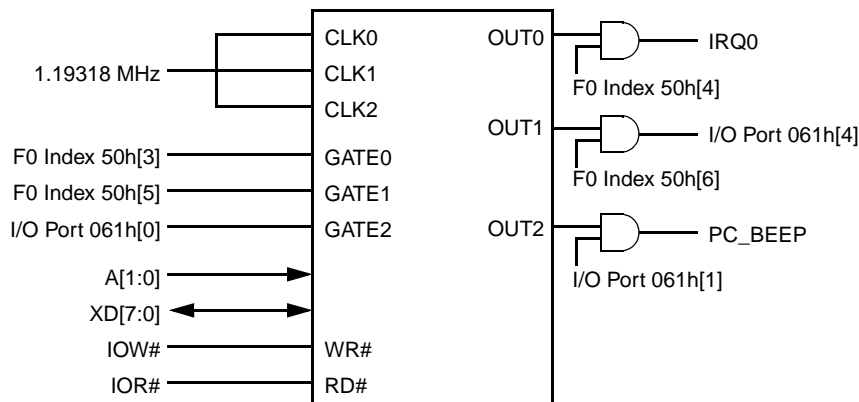 CLK0 OUT0 IRQ0
1.19318 MHz CLK1
F0 Index 50h[4]
CLK2
OUT1 I/O Port 061h[4]
F0 Index 50h[3] GATE0
F0 Index 50h[6]
F0 Index 50h[5] GATE1
I/O Port 061h[0] GATE2 OUT2 PC_BEEP
A[1:0] I/O Port 061h[1]
XD[7:0]
IOW# WR#
IOR# RD#